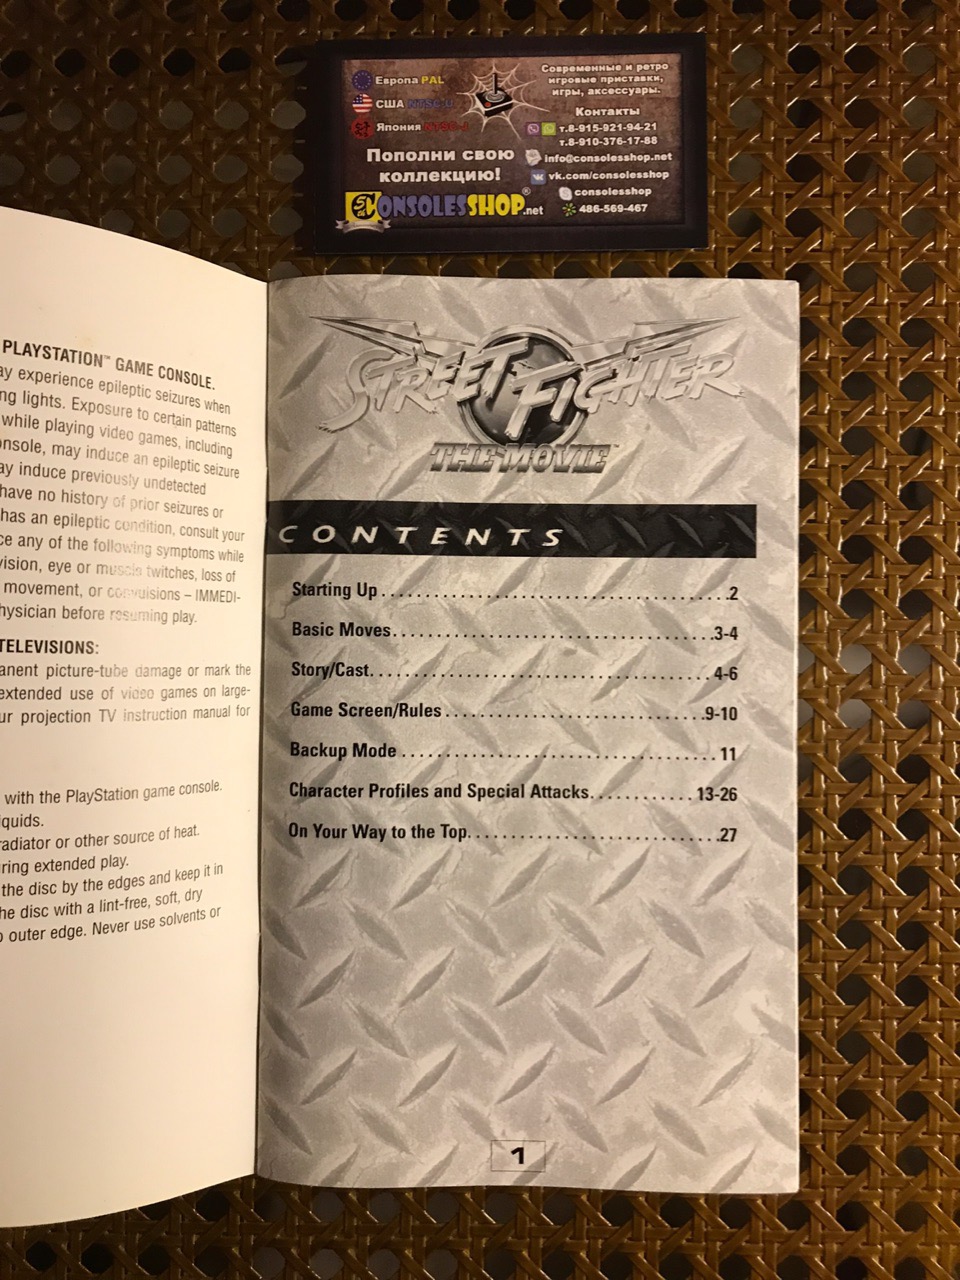 Европа PAL
США NTSC-U
Япония NTSC-J
Пополни свою
коллекцию!
CONSOLESSHOP.net®
Современные и ретро
игровые приставки,
игры, аксессуары.
Контакты
т.8-915-921-94-21
т.8-910-376-17-88
info@consolesshop.net
vk.com/consolesshop
consolesshop
486-569-467
PLAYSTATION™ GAME CONSOLE.
ay experience epileptic seizures when
ng lights. Exposure to certain patterns
while playing video games, including
onsole, may induce an epileptic seizure
ay induce previously undetected
have no history of prior seizures or
has an epileptic condition, consult your
ce any of the following symptoms while
vision, eye or muscle twitches, loss of
movement, or convulsions – IMMEDI-
hysician before resuming play.
TELEVISIONS:
anent picture-tube damage or mark the
extended use of video games on large-
ur projection TV instruction manual for
with the PlayStation game console.
iquids.
radiator or other source of heat.
ring extended play.
the disc by the edges and keep it in
he disc with a lint-free, soft, dry
o outer edge. Never use solvents or
STREET FIGHTER
THE MOVIE™
CONTENTS
Starting Up . . . . . . . . . . . . . . . . . . . . . . . . . . . . . . . . . . . 2
Basic Moves. . . . . . . . . . . . . . . . . . . . . . . . . . . . . . . . . 3-4
Story/Cast. . . . . . . . . . . . . . . . . . . . . . . . . . . . . . . . . . . 4-6
Game Screen/Rules . . . . . . . . . . . . . . . . . . . . . . . . . . 9-10
Backup Mode . . . . . . . . . . . . . . . . . . . . . . . . . . . . . . . 11
Character Profiles and Special Attacks. . . . . . . . . . . 13-26
On Your Way to the Top. . . . . . . . . . . . . . . . . . . . . . . . .27
1